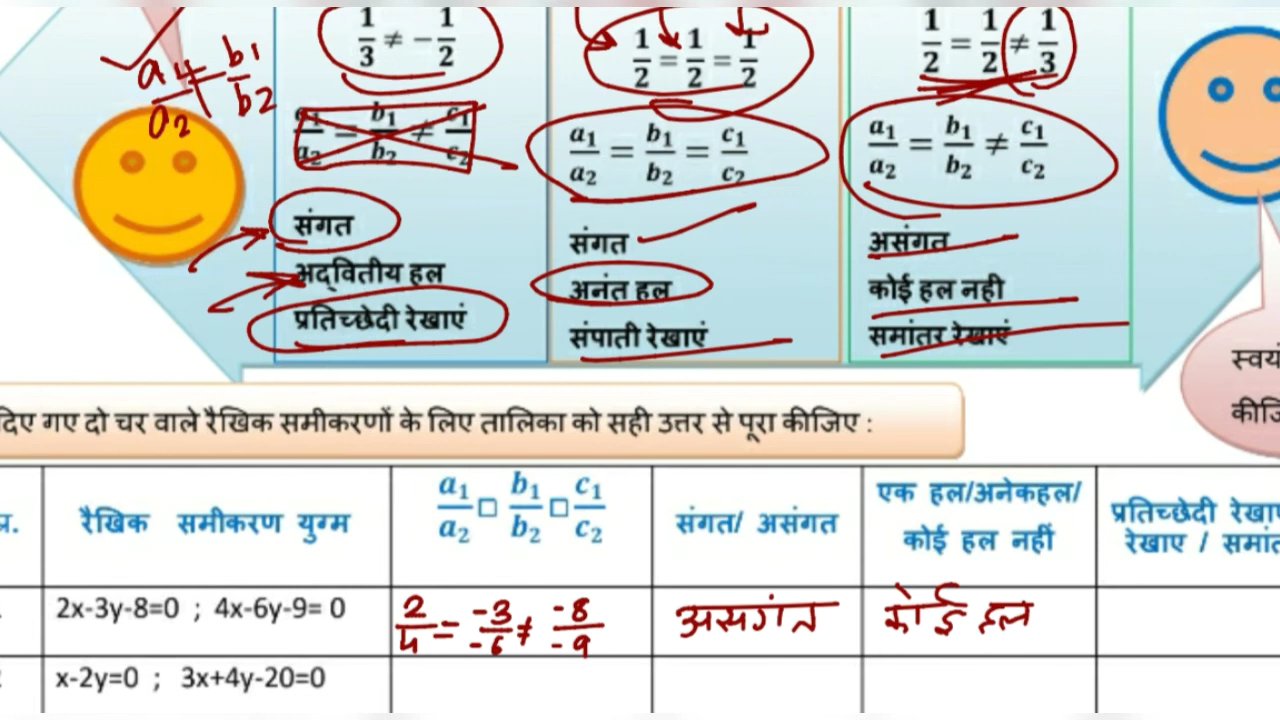 1/3 ≠ - 1/2
1/2 = 1/2 = 1/2
1/2 = 1/2 ≠ 1/3
a1/a2 ≠ b1/b2
a1/a2 = b1/b2 ≠ c1/c2
a1/a2 = b1/b2 = c1/c2
a1/a2 = b1/b2 ≠ c1/c2
संगत
अद्वितीय हल
प्रतिच्छेदी रेखाएं
संगत
अनंत हल
संपाती रेखाएं
असंगत
कोई हल नही
समांतर रेखाएं
दिए गए दो चर वाले रैखिक समीकरणों के लिए तालिका को सही उत्तर से पूरा कीजिए :
रैखिक समीकरण युग्म
a1/a2 □ b1/b2 □ c1/c2
संगत/ असंगत
एक हल/अनेकहल/
कोई हल नहीं
प्रतिच्छेदी
रेखाए /
2x-3y-8=0 ; 4x-6y-9= 0
2/4 = -3/-6 ≠ -8/-9
असगंत
कोई हल
x-2y=0 ; 3x+4y-20=0